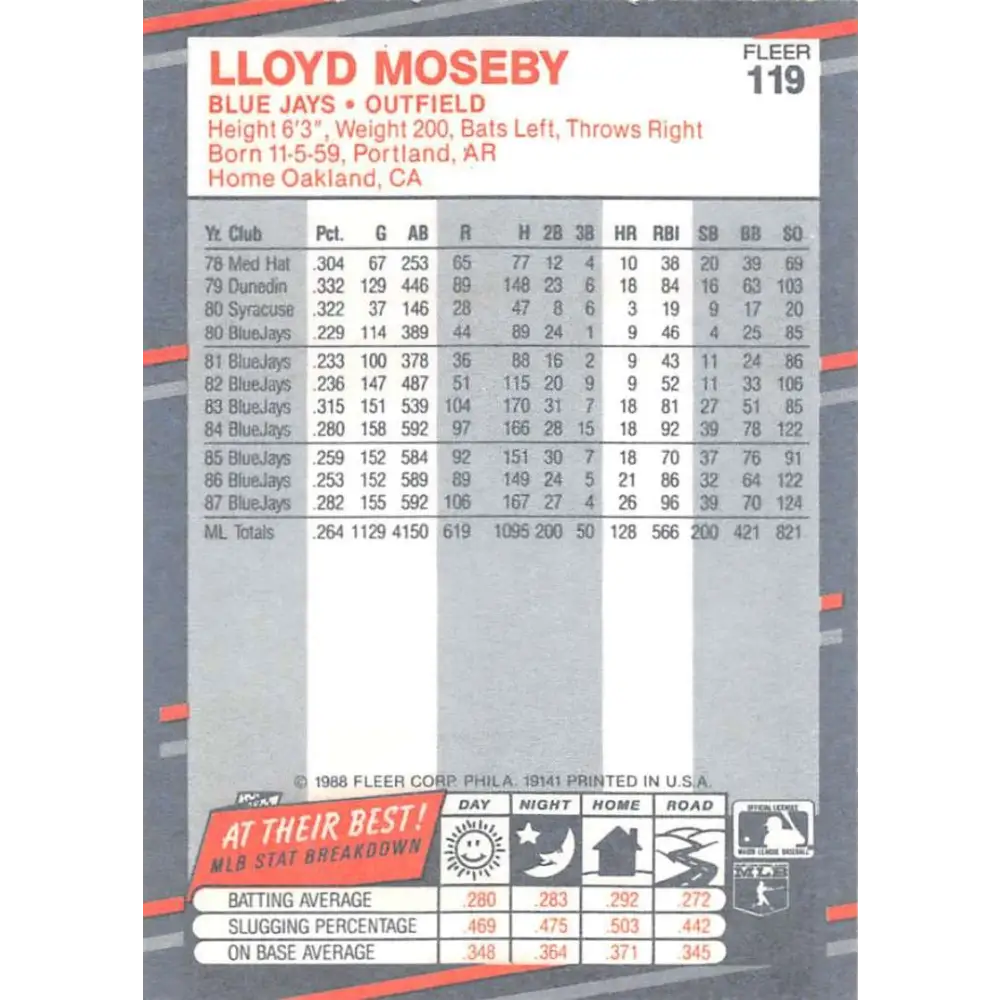 LLOYD MOSEBY
FLEER
119
BLUE JAYS • OUTFIELD
Height 6'3", Weight 200, Bats Left, Throws Right
Born 11-5-59, Portland, AR
Home Oakland, CA
Yr. Club Pct. G AB R H 2B 3B HR RBI SB BB SO
78 Med Hat .304 67 253 65 77 12 4 10 38 20 39 69
79 Dunedin .332 129 446 89 148 23 6 18 84 16 63 103
80 Syracuse .322 37 146 28 47 8 6 3 19 9 17 20
80 BlueJays .229 114 389 44 89 24 1 9 46 4 25 85
81 BlueJays .233 100 378 36 88 16 2 9 43 11 24 86
82 BlueJays .236 147 487 51 115 20 9 9 52 11 33 106
83 BlueJays .315 151 539 104 170 31 7 18 81 27 51 85
84 BlueJays .280 158 592 97 166 28 15 18 92 39 78 122
85 BlueJays .259 152 584 92 151 30 7 18 70 37 76 91
86 BlueJays .253 152 589 89 149 24 5 21 86 32 64 122
87 BlueJays .282 155 592 106 167 27 4 26 96 39 70 124
ML Totals .264 1129 4150 619 1095 200 50 128 566 200 421 821
© 1988 FLEER CORP. PHILA. 19141 PRINTED IN U.S.A.
AT THEIR BEST!
MLB STAT BREAKDOWN
DAY NIGHT HOME ROAD
OFFICIAL LICENSEE
MAJOR LEAGUE BASEBALL
MLB
BATTING AVERAGE .280 .283 .292 .272
SLUGGING PERCENTAGE .469 .475 .503 .442
ON BASE AVERAGE .348 .364 .371 .345